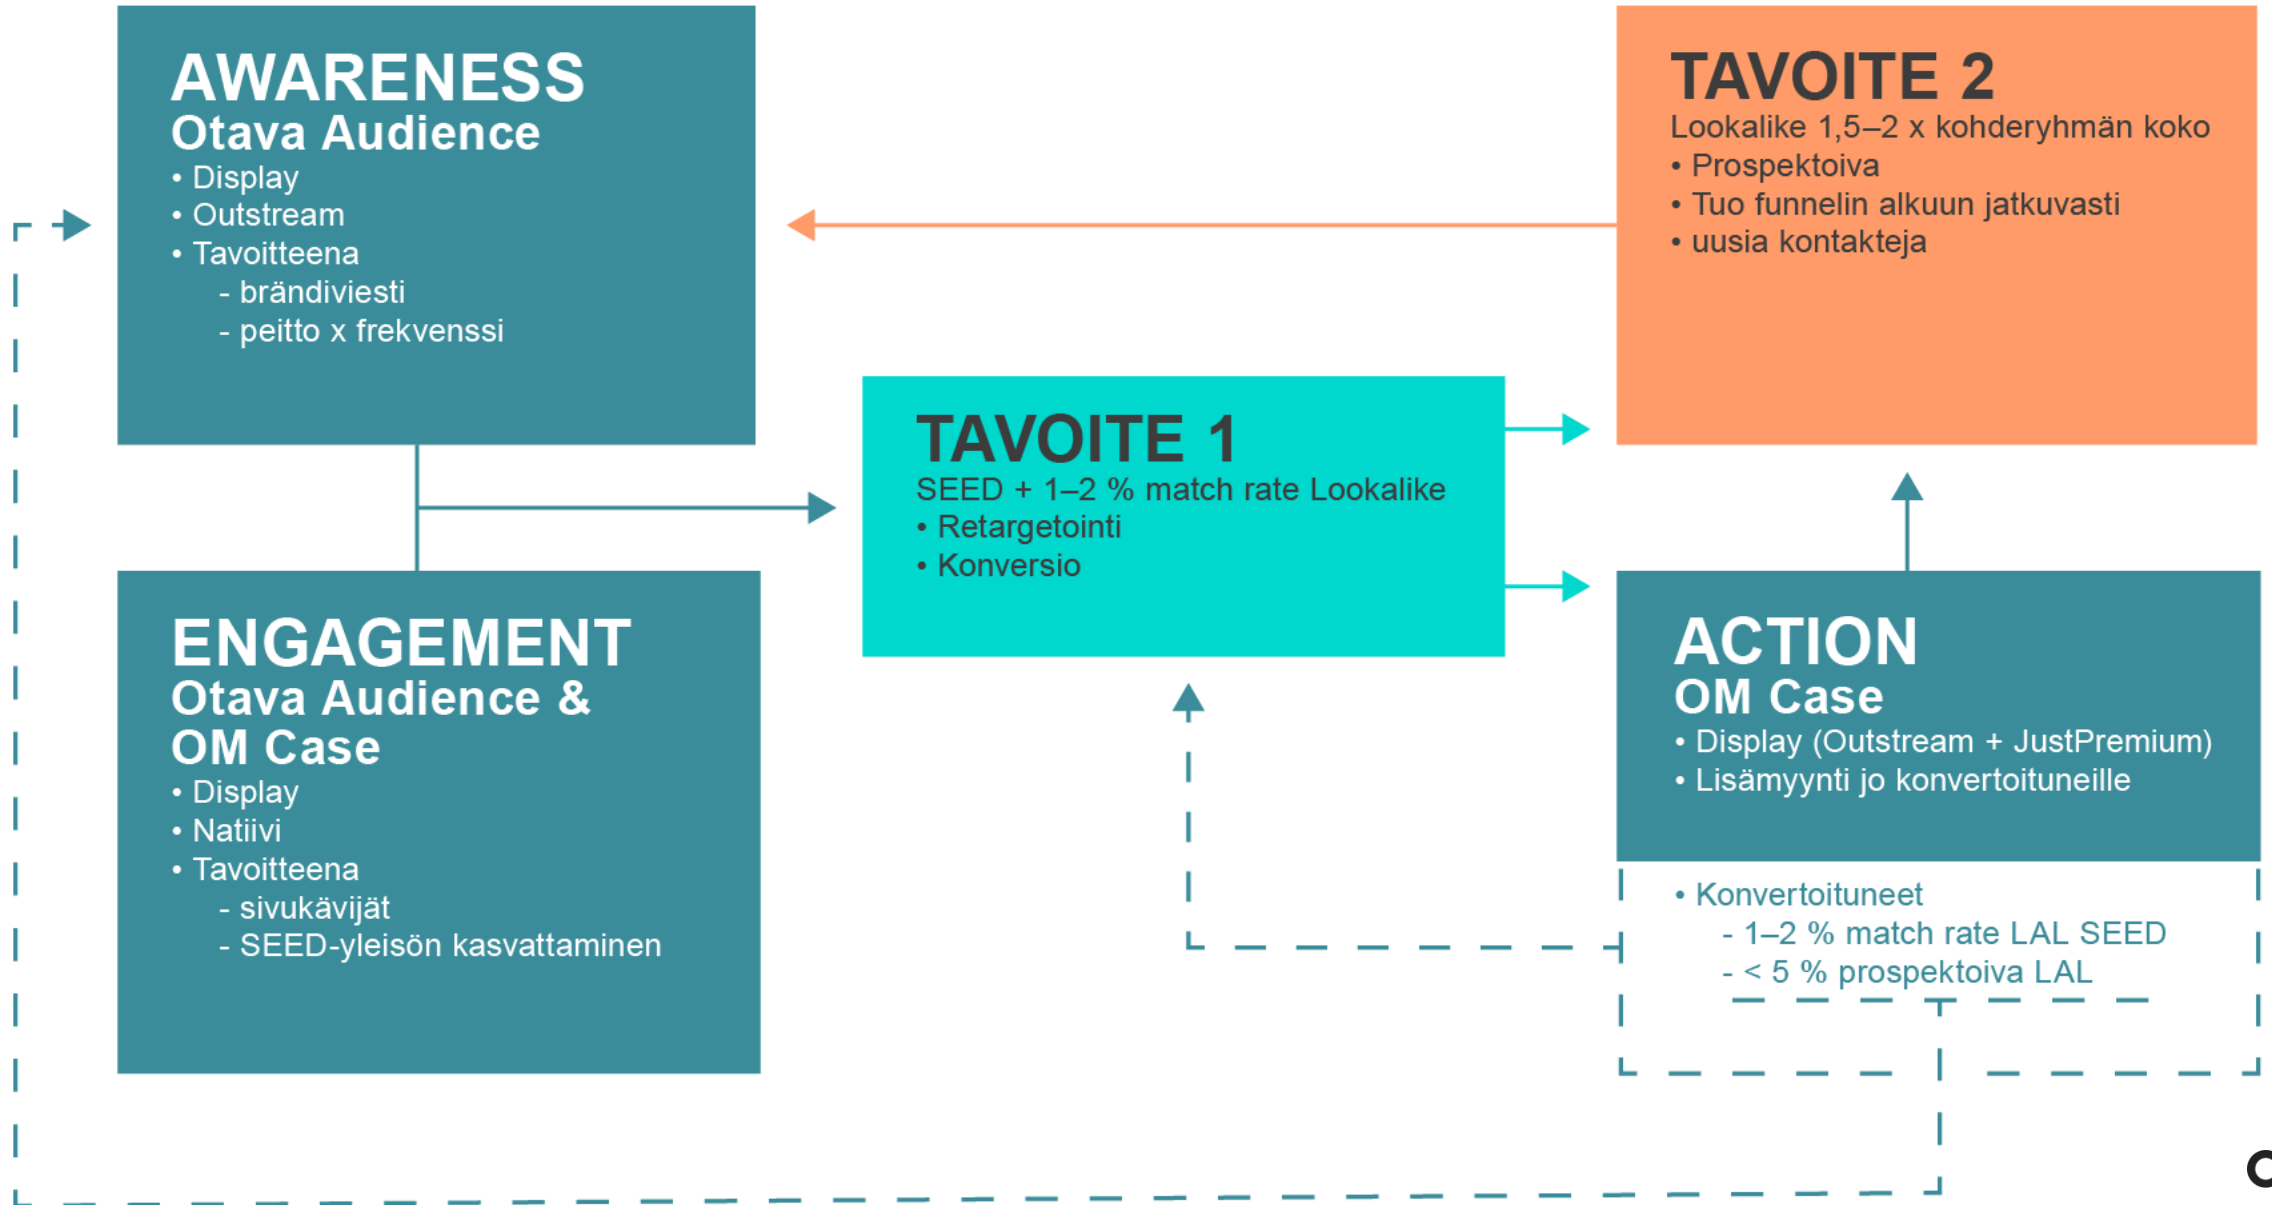 AWARENESS
Otava Audience
• Display
• Outstream
• Tavoitteena
- brändiviesti
- peitto x frekvenssi
TAVOITE 2
Lookalike 1,5–2 x kohderyhmän koko
• Prospektoiva
• Tuo funnelin alkuun jatkuvasti
• uusia kontakteja
TAVOITE 1
SEED + 1–2 % match rate Lookalike
• Retargetointi
• Konversio
ENGAGEMENT
Otava Audience &
OM Case
• Display
• Natiivi
• Tavoitteena
- sivukävijät
- SEED-yleisön kasvattaminen
ACTION
OM Case
• Display (Outstream + JustPremium)
• Lisämyynti jo konvertoituneille
• Konvertoituneet
- 1–2 % match rate LAL SEED
- < 5 % prospektoiva LAL